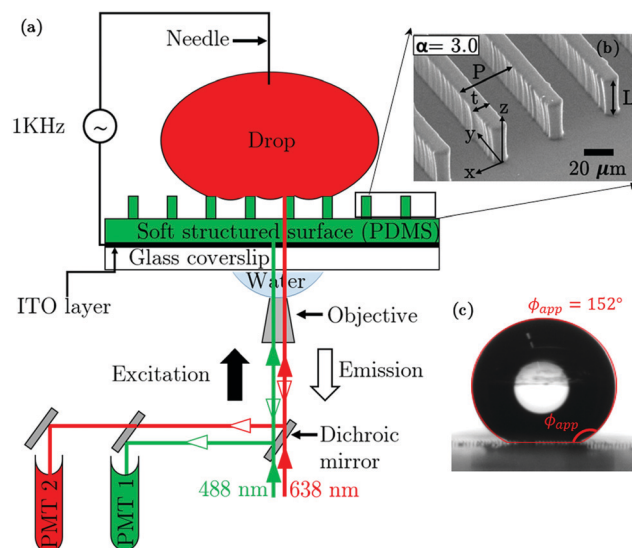 (a)
Needle
1KHz
~
Drop
Soft structured surface (PDMS)
Glass coverslip
Water
ITO layer
Objective
Excitation
Emission
Dichroic
mirror
PMT 2
PMT 1
488 nm
638 nm
α= 3.0
(b)
P
t
z
L
y
x
20 μm
(c)
ϕapp = 152°
ϕapp